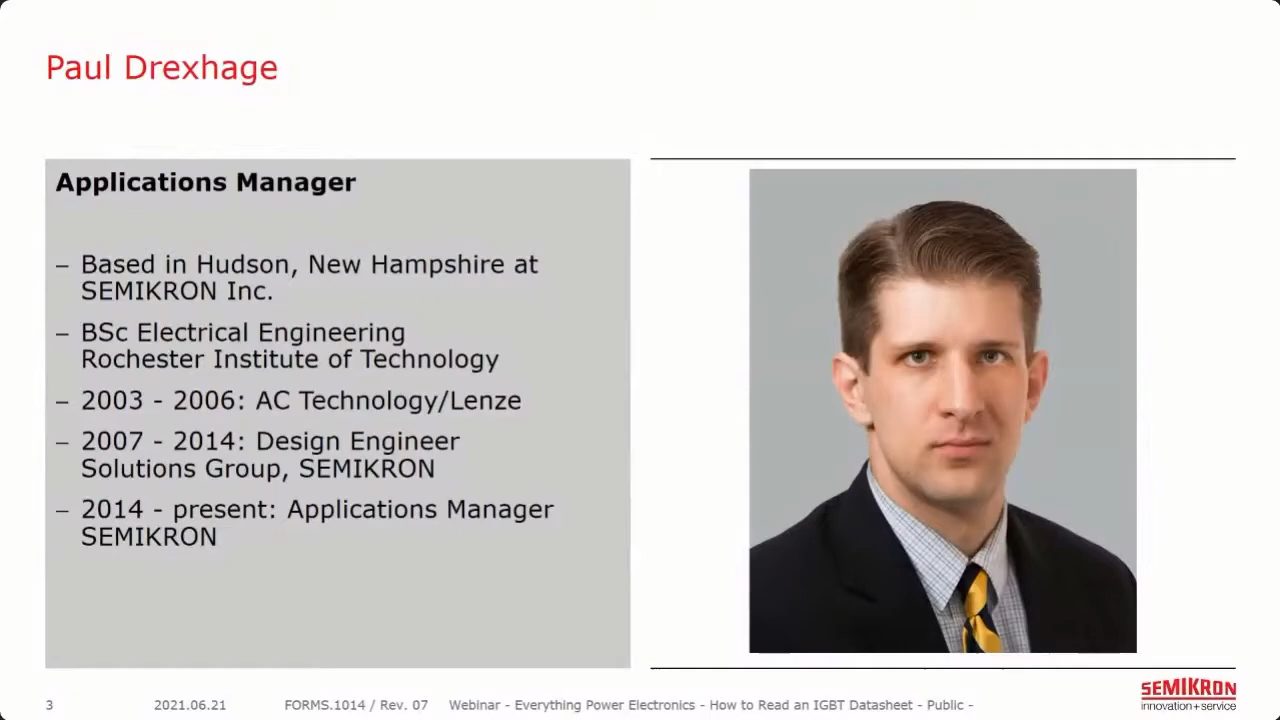 Paul Drexhage
Applications Manager
– Based in Hudson, New Hampshire at
SEMIKRON Inc.
– BSc Electrical Engineering
Rochester Institute of Technology
– 2003 - 2006: AC Technology/Lenze
– 2007 - 2014: Design Engineer
Solutions Group, SEMIKRON
– 2014 - present: Applications Manager
SEMIKRON
3 2021.06.21 FORMS.1014 / Rev. 07 Webinar - Everything Power Electronics - How to Read an IGBT Datasheet - Public -
SEMIKRON
innovation+service